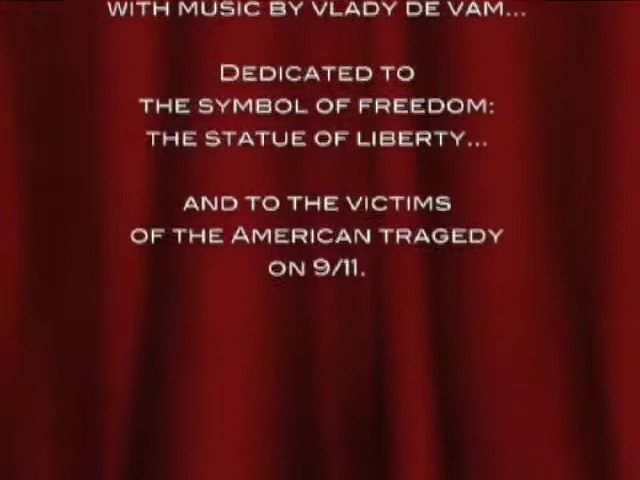 WITH MUSIC BY VLADY DE VAM...
DEDICATED TO
THE SYMBOL OF FREEDOM:
THE STATUE OF LIBERTY...
AND TO THE VICTIMS
OF THE AMERICAN TRAGEDY
ON 9/11.